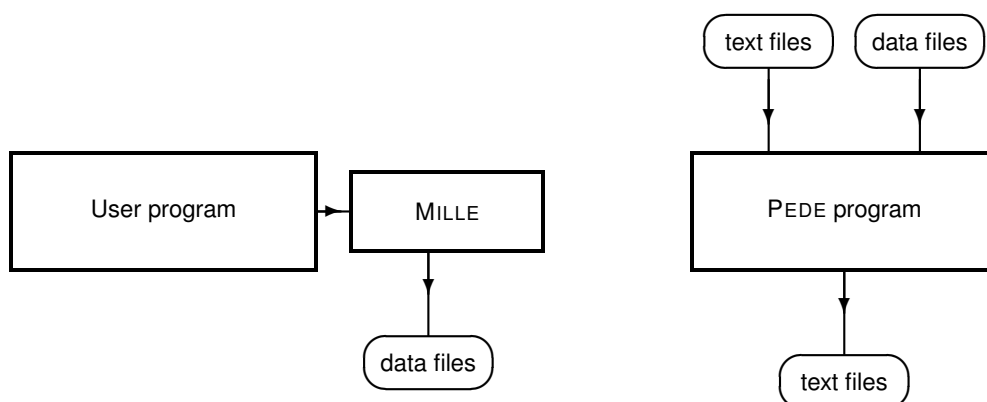 text files
data files
User program
MILLE
PEDE program
data files
text files